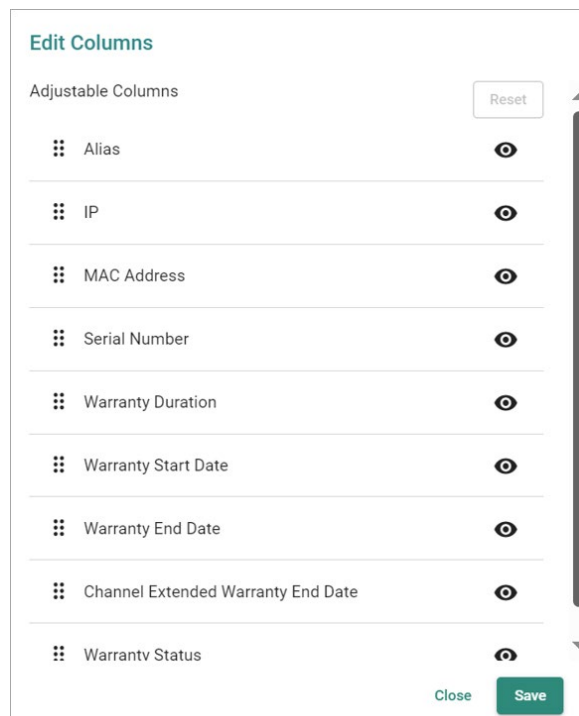 Edit Columns
Adjustable Columns
Reset
Alias
IP
MAC Address
Serial Number
Warranty Duration
Warranty Start Date
Warranty End Date
Channel Extended Warranty End Date
Warranty Status
Close Save